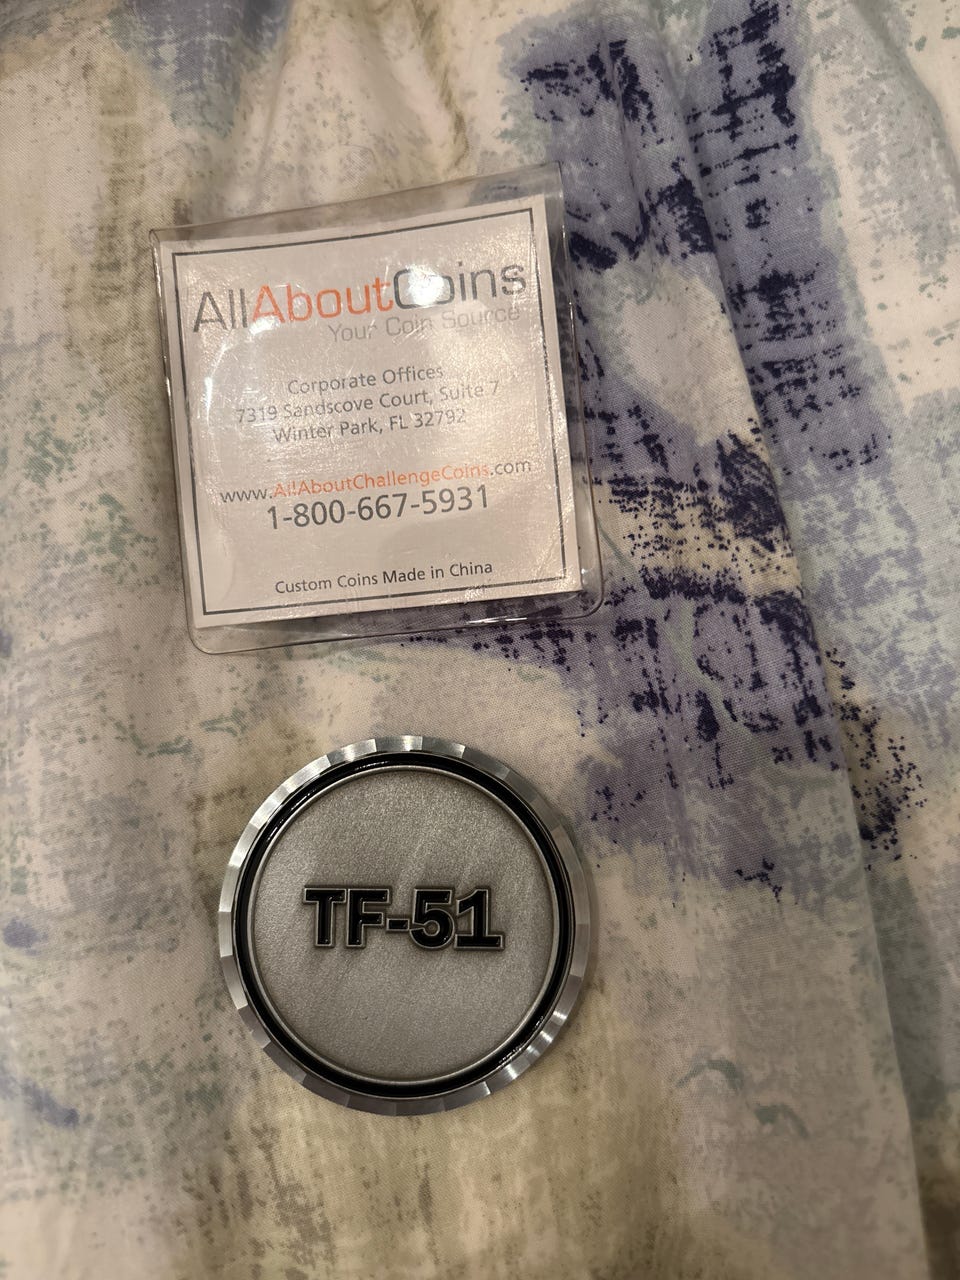 AllAboutCoins
Your Coin Source
Corporate Offices
7319 Sandscove Court, Suite 7
Winter Park, FL 32792
www.AllAboutChallengeCoins.com
1-800-667-5931
Custom Coins Made in China
TF-51